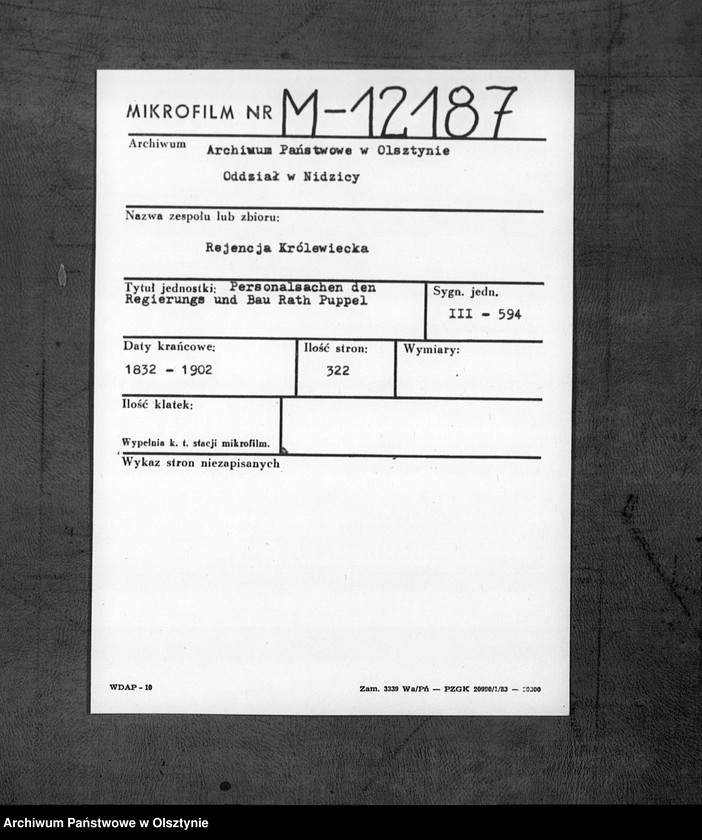 MIKROFILM NR M-12187
Archiwum Archiwum Państwowe w Olsztynie
Oddział w Nidzicy
Nazwa zespołu lub zbioru:
Rejencja Królewiecka
Tytuł jednostki: Personalsachen den
Regierungs und Bau Rath Puppel
Sygn. jedn.
III - 594
Daty krańcowe:
1832 - 1902
Ilość stron:
322
Wymiary:
Ilość klatek:
Wypełnia k. t. stacji mikrofilm.
Wykaz stron niezapisanych
WDAP - 10
Zam. 3339 Wa/Pń — PZGK
Archiwum Państwowe w Olsztynie